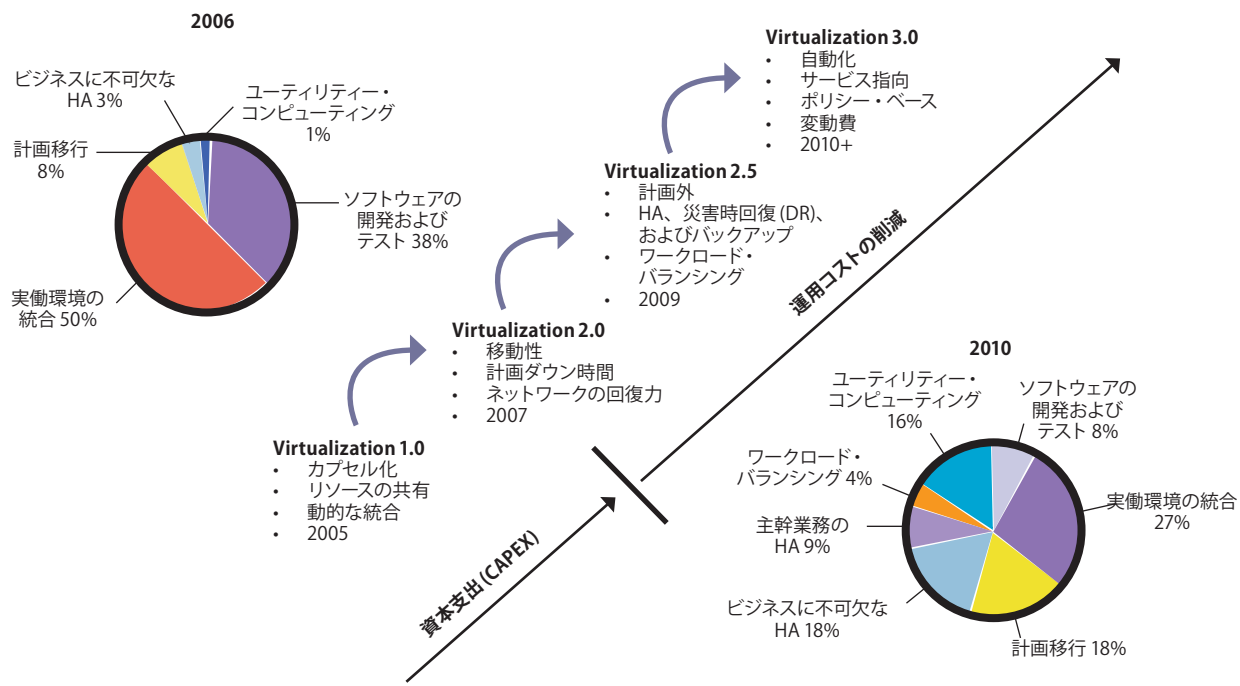 2006
ビジネスに不可欠な
HA 3%
ユーティリティー・
コンピューティング
1%
計画移行
8%
ソフトウェアの
開発および
テスト 38%
実働環境の
統合 50%
Virtualization 1.0
• カプセル化
• リソースの共有
• 動的な統合
• 2005
Virtualization 2.0
• 移動性
• 計画ダウン時間
• ネットワークの回復力
• 2007
Virtualization 2.5
• 計画外
• HA、災害時回復 (DR)、
およびバックアップ
• ワークロード・
バランシング
• 2009
Virtualization 3.0
• 自動化
• サービス指向
• ポリシー・ベース
• 変動費
• 2010+
資本支出 (CAPEX)
運用コストの削減
2010
ユーティリティー・
コンピューティング
16%
ソフトウェアの
開発および
テスト 8%
ワークロード・
バランシング 4%
実働環境の統合
27%
主幹業務の
HA 9%
ビジネスに不可欠な
HA 18%
計画移行 18%